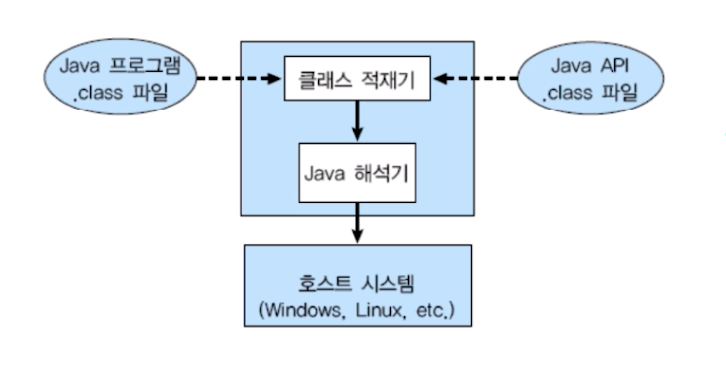 Java 프로그램
.class 파일
클래스 적재기
Java API
.class 파일
Java 해석기
호스트 시스템
(Windows, Linux, etc.)